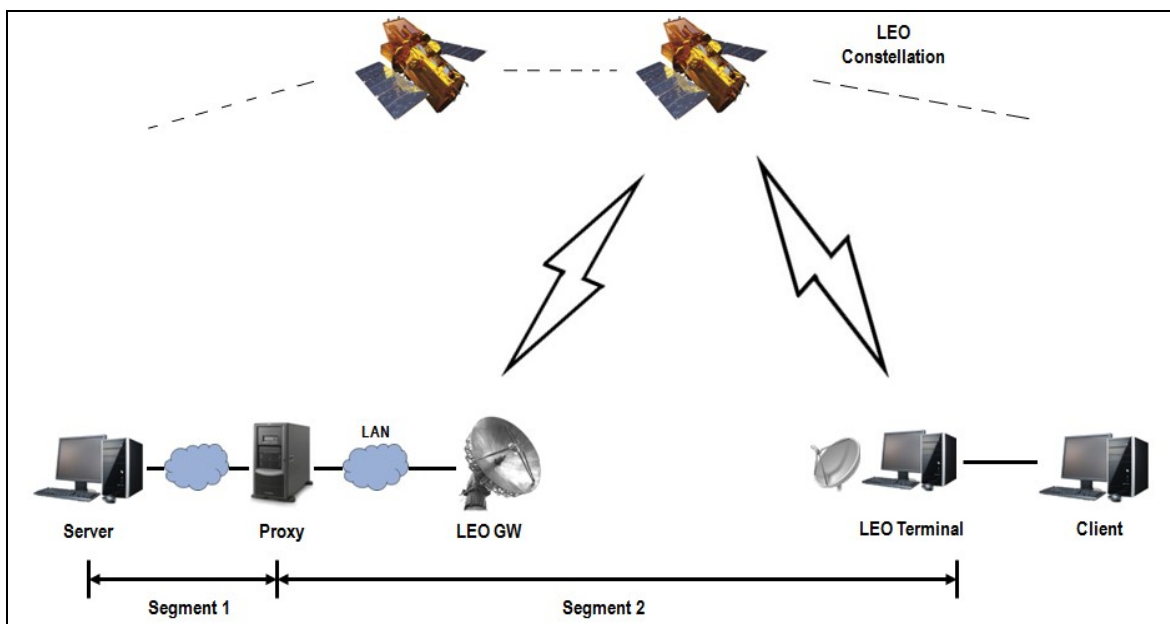 LEO
Constellation
LAN
Server
Proxy
LEO GW
LEO Terminal
Client
Segment 1
Segment 2